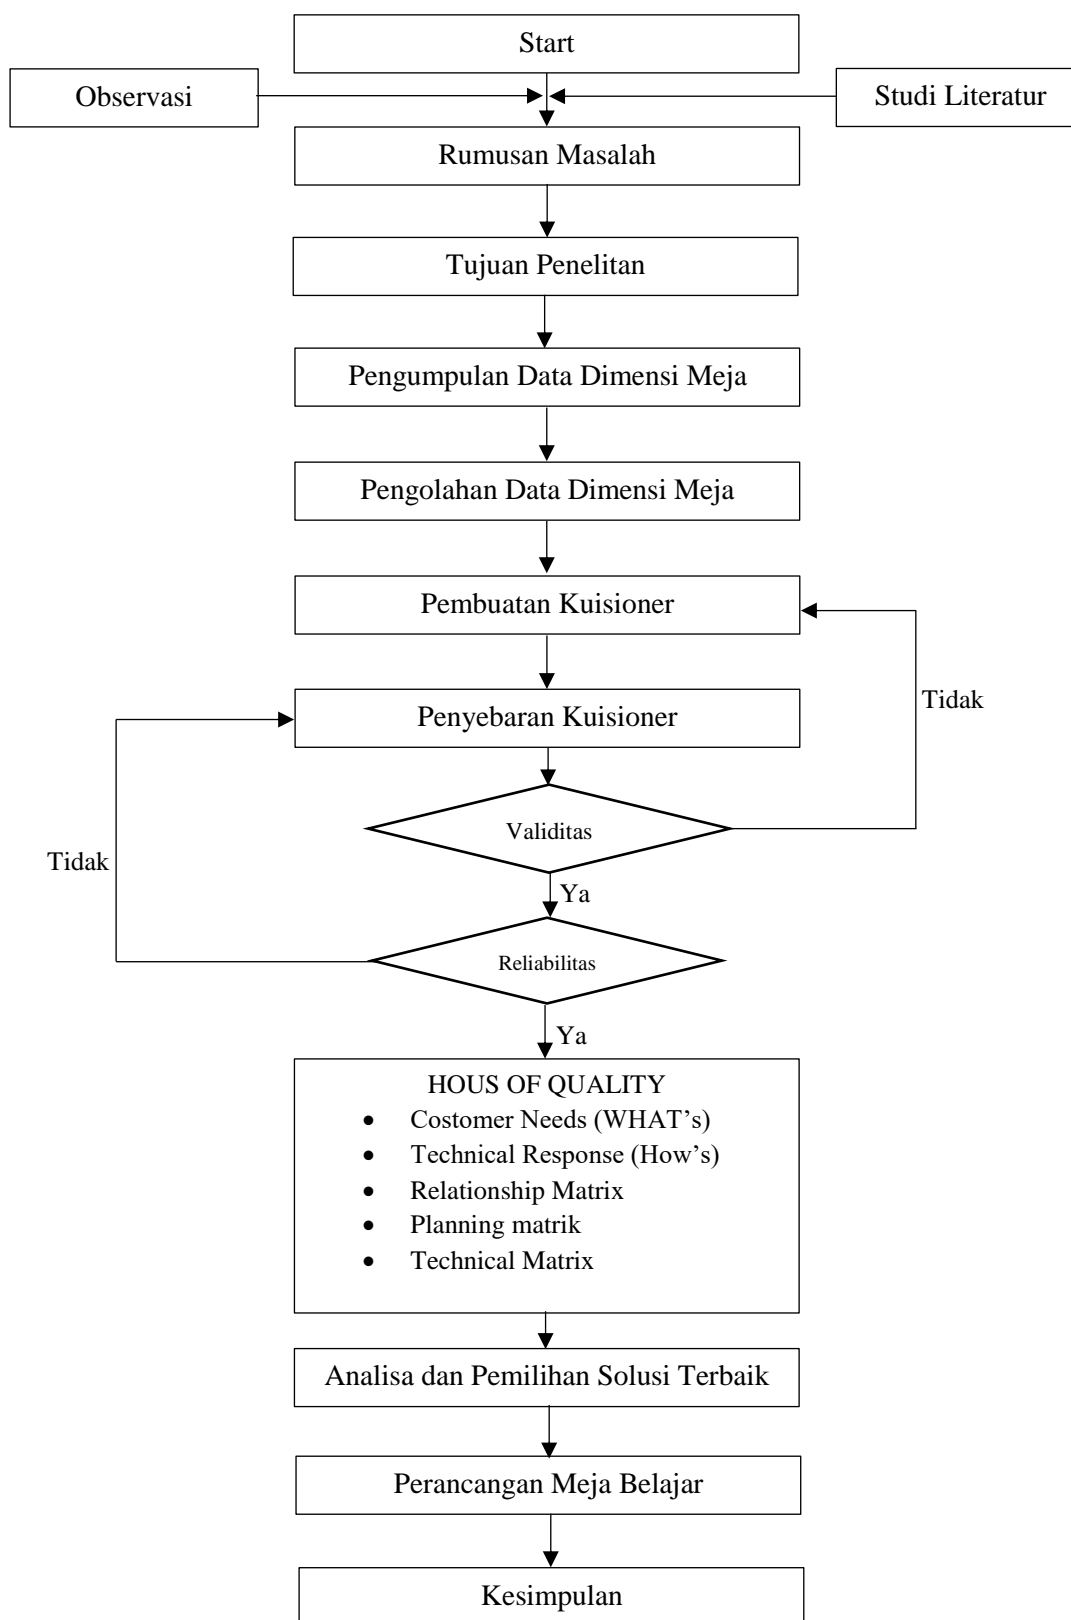 Start
Observasi
Studi Literatur
Rumusan Masalah
Tujuan Penelitan
Pengumpulan Data Dimensi Meja
Pengolahan Data Dimensi Meja
Pembuatan Kuisioner
Tidak
Penyebaran Kuisioner
Validitas
Tidak
Ya
Reliabilitas
Ya
HOUS OF QUALITY
• Costomer Needs (WHAT’s)
• Technical Response (How’s)
• Relationship Matrix
• Planning matrik
• Technical Matrix
Analisa dan Pemilihan Solusi Terbaik
Perancangan Meja Belajar
Kesimpulan